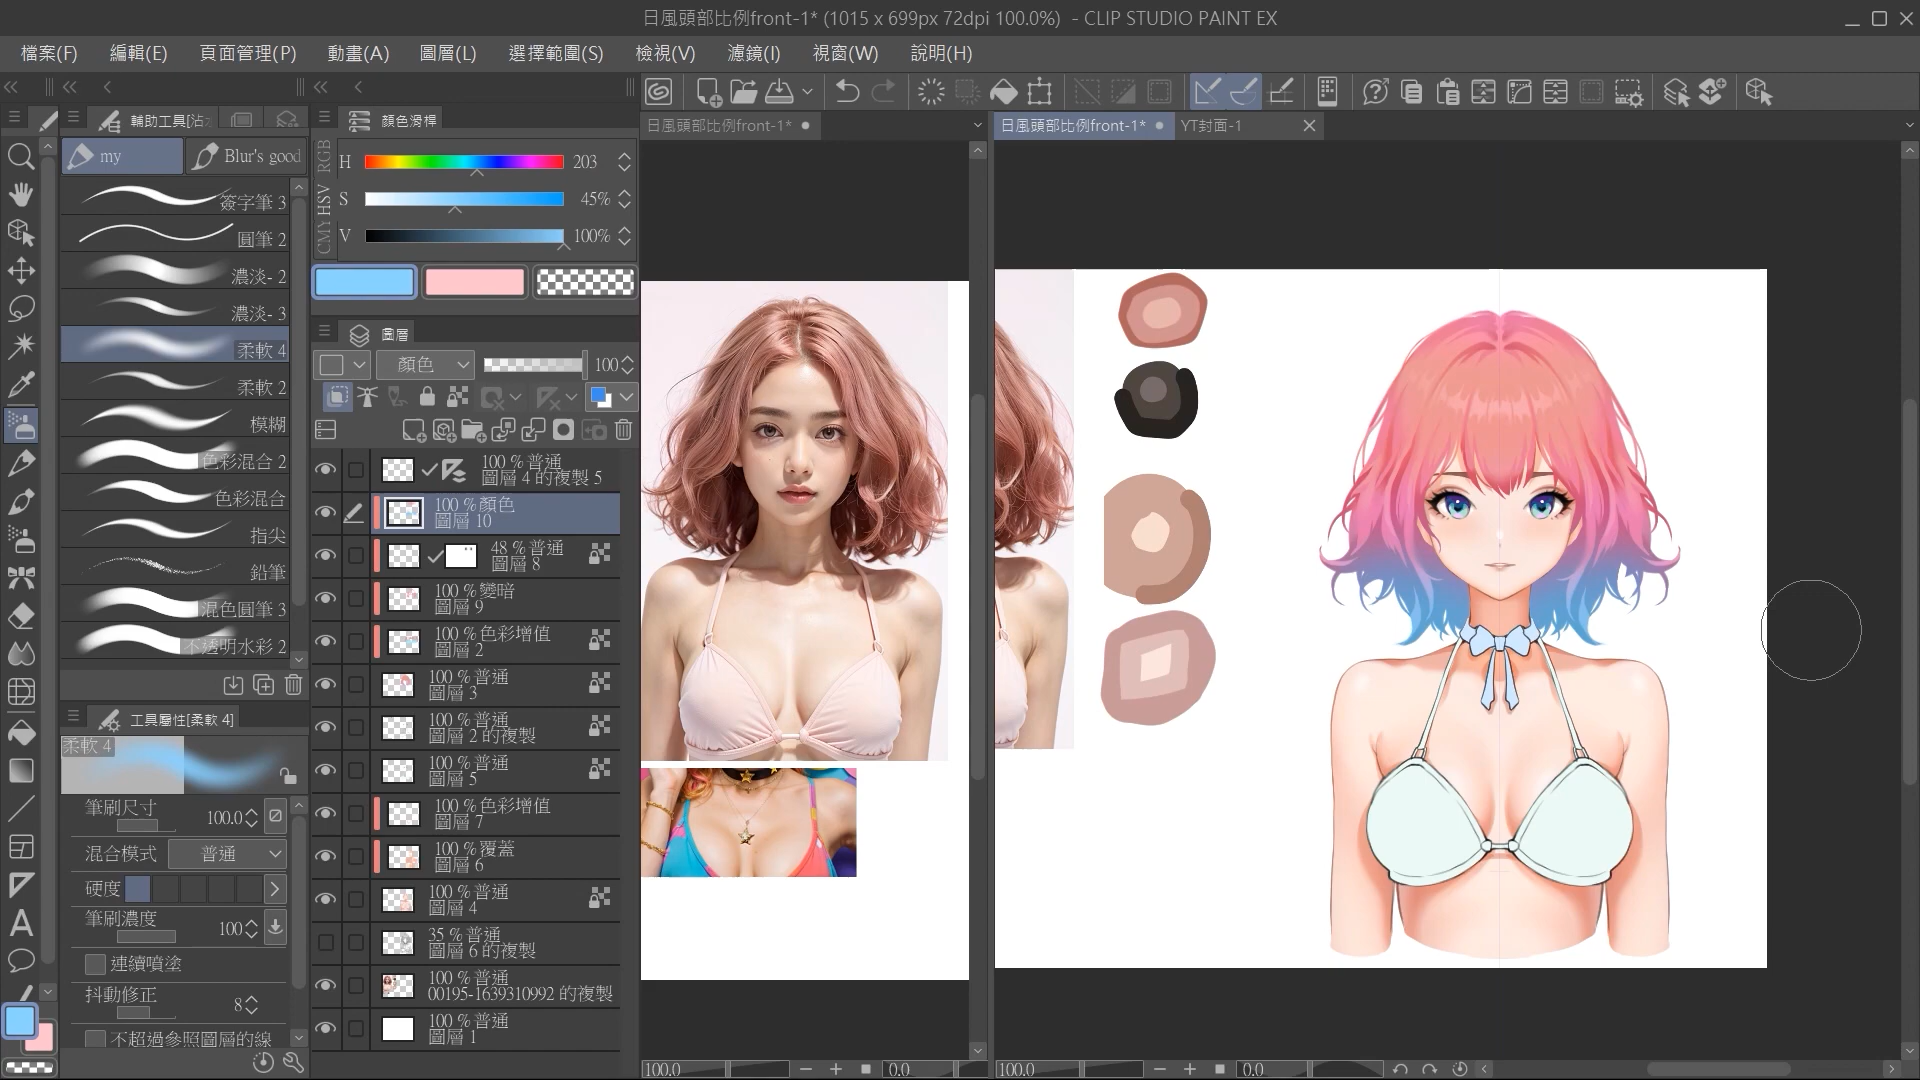 日風頭部比例front-1* (1015 x 699px 72dpi 100.0%) - CLIP STUDIO PAINT EX
檔案(F) 編輯(E) 頁面管理(P) 動畫(A) 圖層(L) 選擇範圍(S) 檢視(V) 濾鏡(I) 視窗(W) 說明(H)
輔助工具[沾
my Blur's good
簽字筆 3
圓筆 2
濃淡- 2
濃淡- 3
柔軟 4
柔軟 2
模糊
色彩混合 2
色彩混合
指尖
鉛筆
混色圓筆 3
不透明水彩 2
工具屬性[柔軟 4]
柔軟 4
筆刷尺寸 100.0
混合模式 普通
硬度
筆刷濃度 100
連續噴塗
抖動修正 8
不超過參照圖層的線
顏色滑桿
RGB
HSV
CMY
H 203
S 45%
V 100%
圖層
顏色 100
100 %普通
圖層 4 的複製 5
100 %顏色
圖層 10
48 %普通
圖層 8
100 %變暗
圖層 9
100 %色彩增值
圖層 2
100 %普通
圖層 3
100 %普通
圖層 2 的複製
100 %普通
圖層 5
100 %色彩增值
圖層 7
100 %覆蓋
圖層 6
100 %普通
圖層 4
35 %普通
圖層 6 的複製
100 %普通
00195-1639310992 的複製
100 %普通
圖層 1
日風頭部比例front-1*
100.0 0.0
日風頭部比例front-1* YT封面-1
100.0 0.0